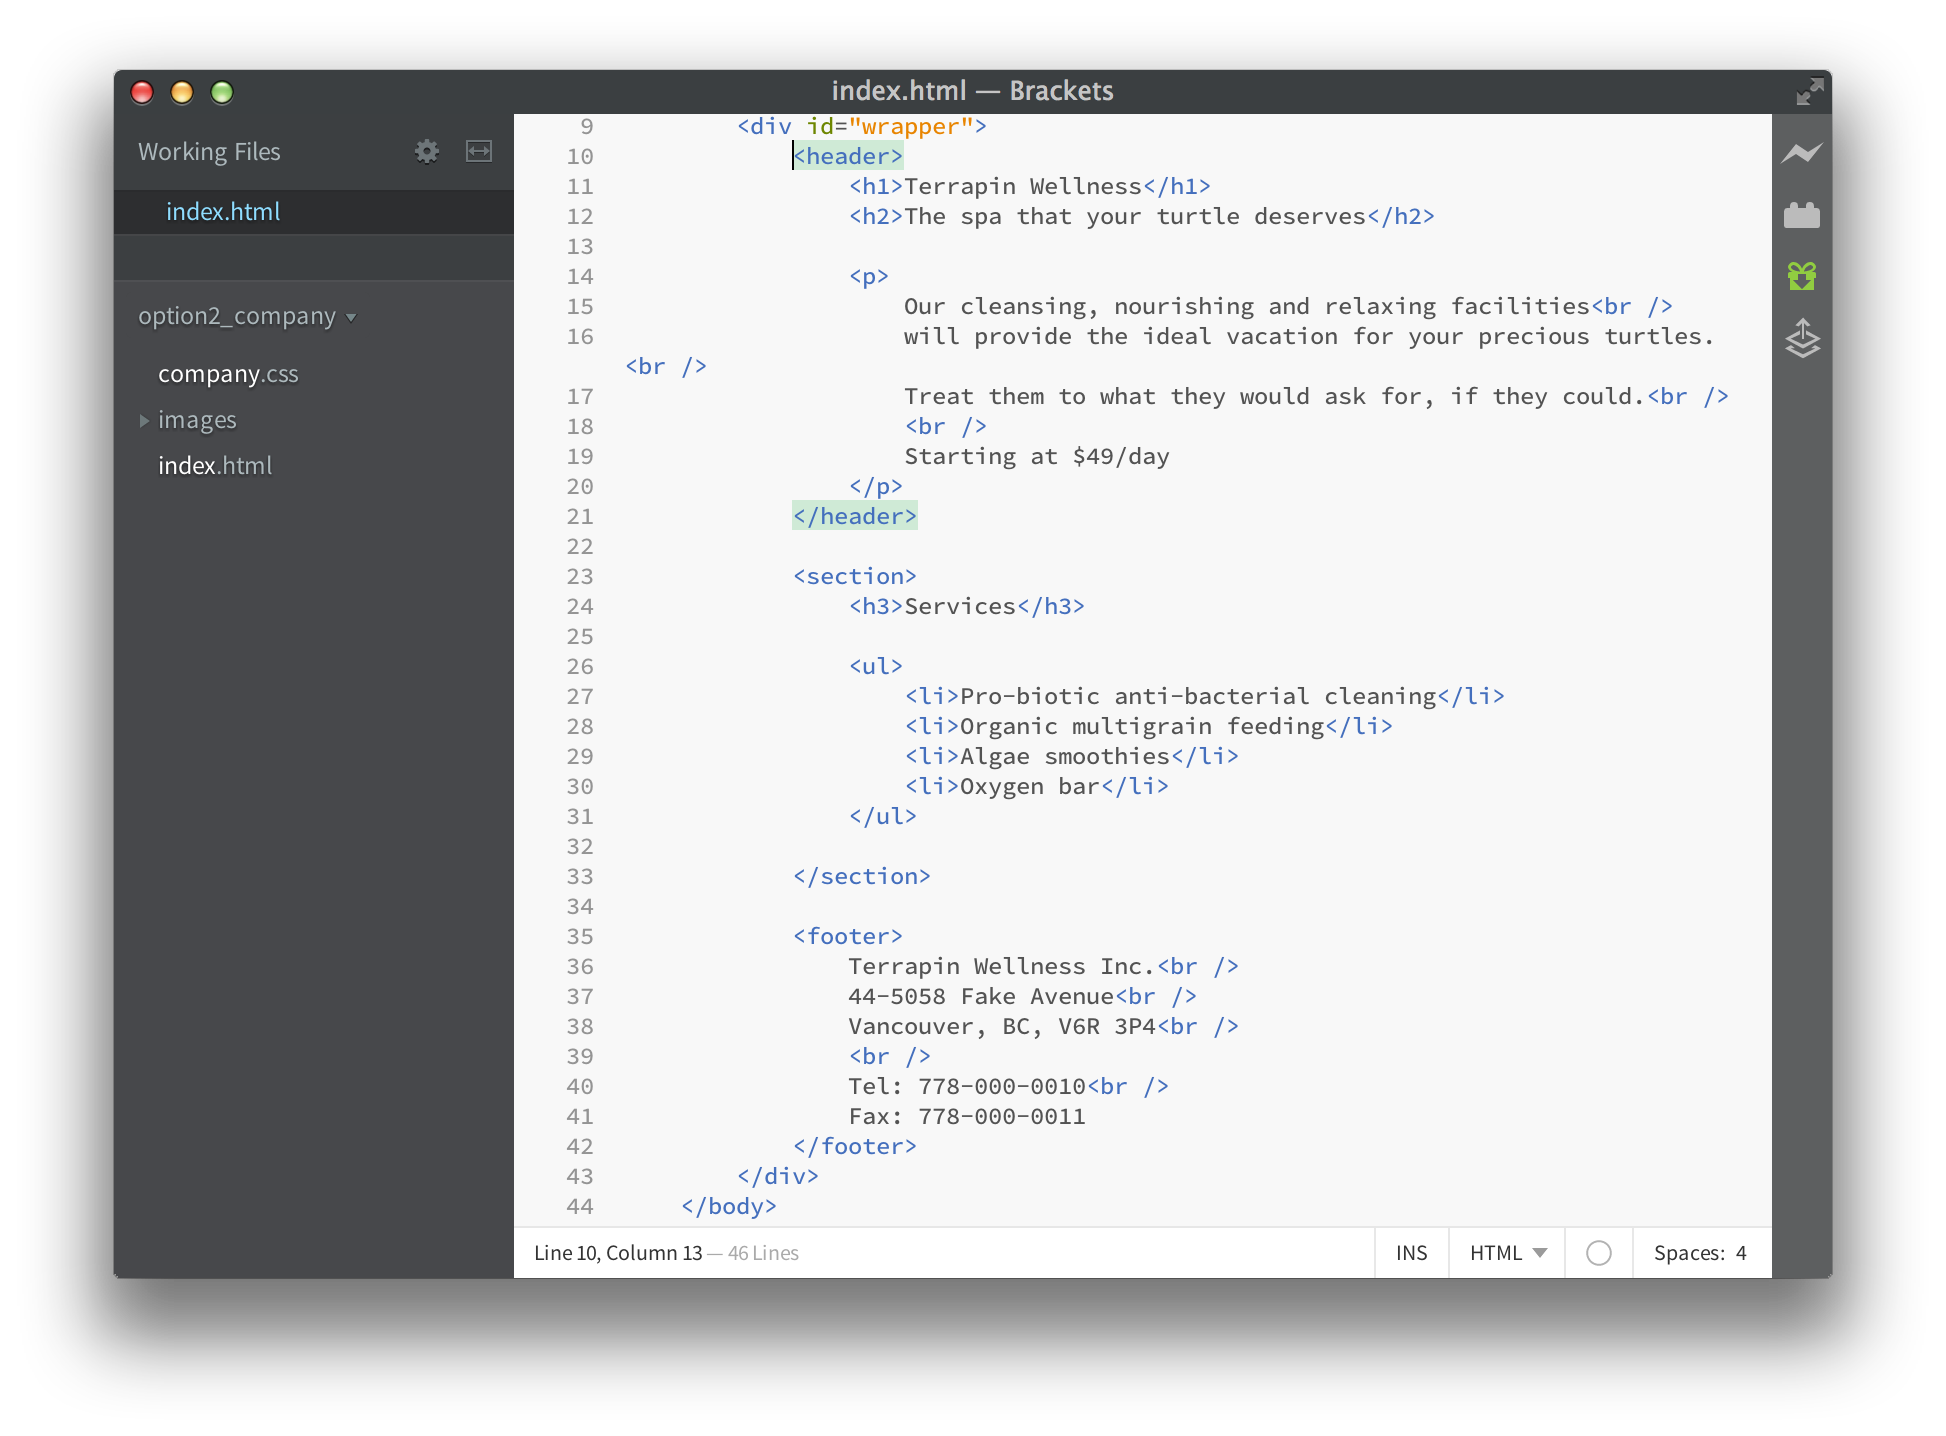 index.html — Brackets
Working Files
index.html
option2_company
company.css
images
index.html
9 <div id="wrapper">
10 <header>
11 <h1>Terrapin Wellness</h1>
12 <h2>The spa that your turtle deserves</h2>
13
14 <p>
15 Our cleansing, nourishing and relaxing facilities<br />
16 will provide the ideal vacation for your precious turtles.
<br />
17 Treat them to what they would ask for, if they could.<br />
18 <br />
19 Starting at $49/day
20 </p>
21 </header>
22
23 <section>
24 <h3>Services</h3>
25
26 <ul>
27 <li>Pro-biotic anti-bacterial cleaning</li>
28 <li>Organic multigrain feeding</li>
29 <li>Algae smoothies</li>
30 <li>Oxygen bar</li>
31 </ul>
32
33 </section>
34
35 <footer>
36 Terrapin Wellness Inc.<br />
37 44-5058 Fake Avenue<br />
38 Vancouver, BC, V6R 3P4<br />
39 <br />
40 Tel: 778-000-0010<br />
41 Fax: 778-000-0011
42 </footer>
43 </div>
44 </body>
Line 10, Column 13 — 46 Lines INS HTML Spaces: 4